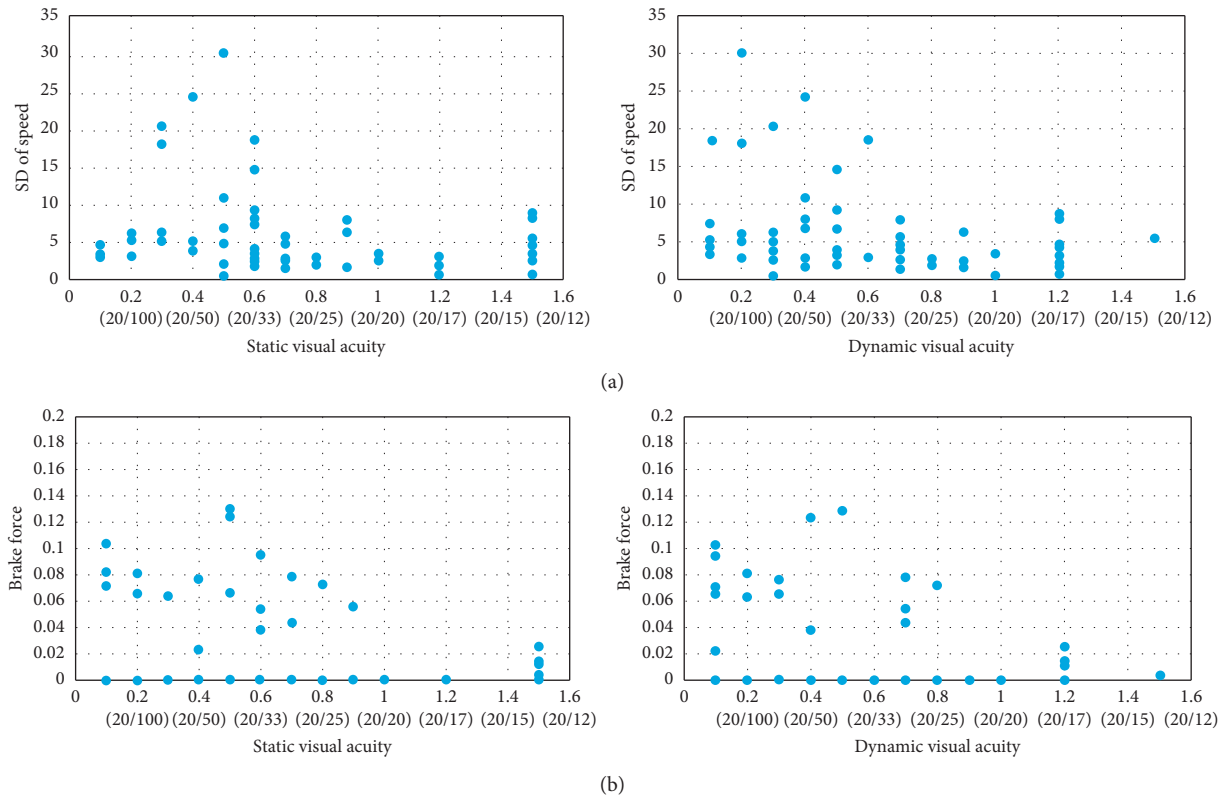 35
30
25
20
15
10
5
0
SD of speed
0 0.2 0.4 0.6 0.8 1 1.2 1.4 1.6
(20/100) (20/50) (20/33) (20/25) (20/20) (20/17) (20/15) (20/12)
Static visual acuity
35
30
25
20
15
10
5
0
SD of speed
0 0.2 0.4 0.6 0.8 1 1.2 1.4 1.6
(20/100) (20/50) (20/33) (20/25) (20/20) (20/17) (20/15) (20/12)
Dynamic visual acuity
(a)
0.2
0.18
0.16
0.14
0.12
0.1
0.08
0.06
0.04
0.02
0
Brake force
0 0.2 0.4 0.6 0.8 1 1.2 1.4 1.6
(20/100) (20/50) (20/33) (20/25) (20/20) (20/17) (20/15) (20/12)
Static visual acuity
0.2
0.18
0.16
0.14
0.12
0.1
0.08
0.06
0.04
0.02
0
Brake force
0 0.2 0.4 0.6 0.8 1 1.2 1.4 1.6
(20/100) (20/50) (20/33) (20/25) (20/20) (20/17) (20/15) (20/12)
Dynamic visual acuity
(b)